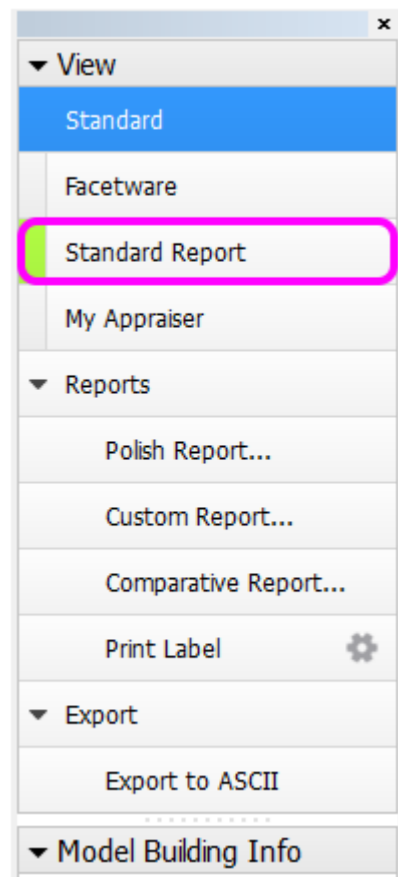 View
Standard
Facetware
Standard Report
My Appraiser
Reports
Polish Report...
Custom Report...
Comparative Report...
Print Label
Export
Export to ASCII
Model Building Info